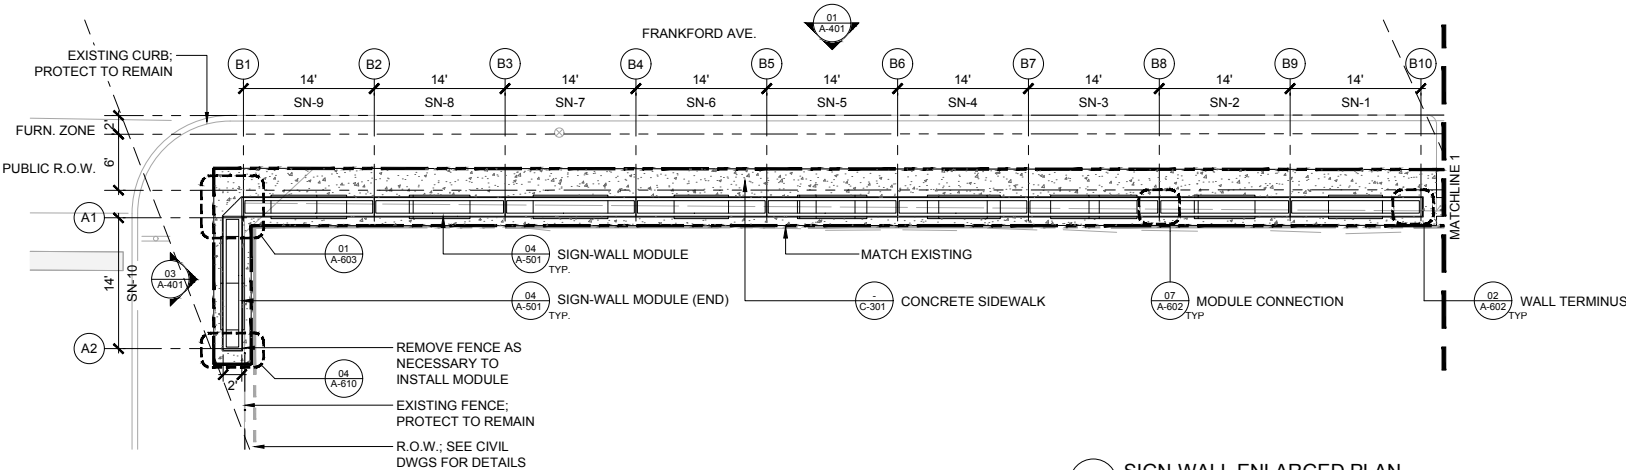 01
A-401
FRANKFORD AVE.
EXISTING CURB;
PROTECT TO REMAIN
B1
B2
B3
B4
B5
B6
B7
B8
B9
B10
14'
14'
14'
14'
14'
14'
14'
14'
14'
SN-9
SN-8
SN-7
SN-6
SN-5
SN-4
SN-3
SN-2
SN-1
2'
FURN. ZONE
6'
PUBLIC R.O.W.
MATCHLINE 1
A1
01
A-603
04
A-501
TYP.
SIGN-WALL MODULE
MATCH EXISTING
03
A-401
SN-10
14'
04
A-501
TYP.
SIGN-WALL MODULE (END)
-
C-301
CONCRETE SIDEWALK
07
A-602
TYP
MODULE CONNECTION
02
A-602
TYP
WALL TERMINUS
A2
REMOVE FENCE AS
NECESSARY TO
INSTALL MODULE
04
A-610
2'
EXISTING FENCE;
PROTECT TO REMAIN
R.O.W.; SEE CIVIL
DWGS FOR DETAILS
SIGN-WALL ENLARGED PLAN